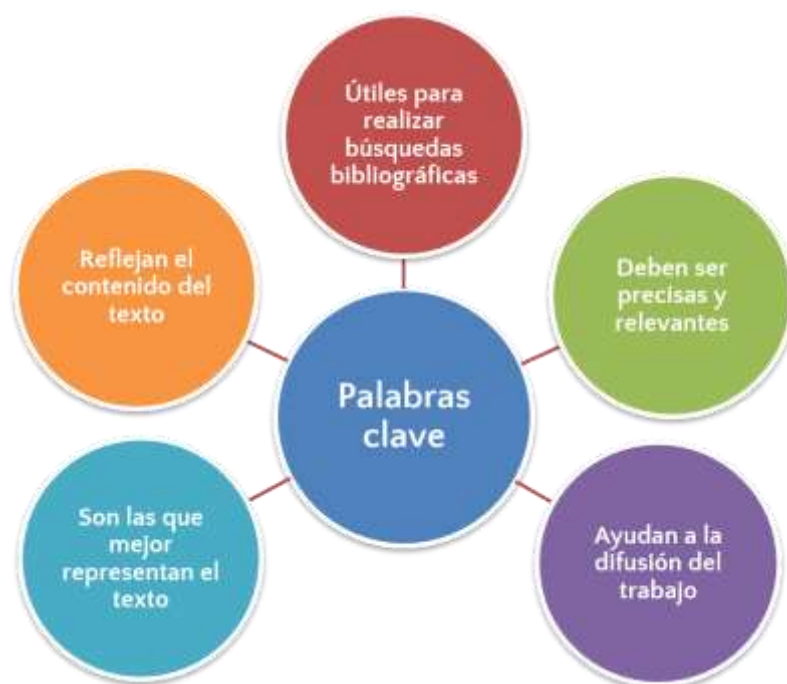 Útiles para
realizar
búsquedas
bibliográficas
Reflejan el
contenido del
texto
Deben ser
precisas y
relevantes
Palabras
clave
Son las que
mejor
representan el
texto
Ayudan a la
difusión del
trabajo